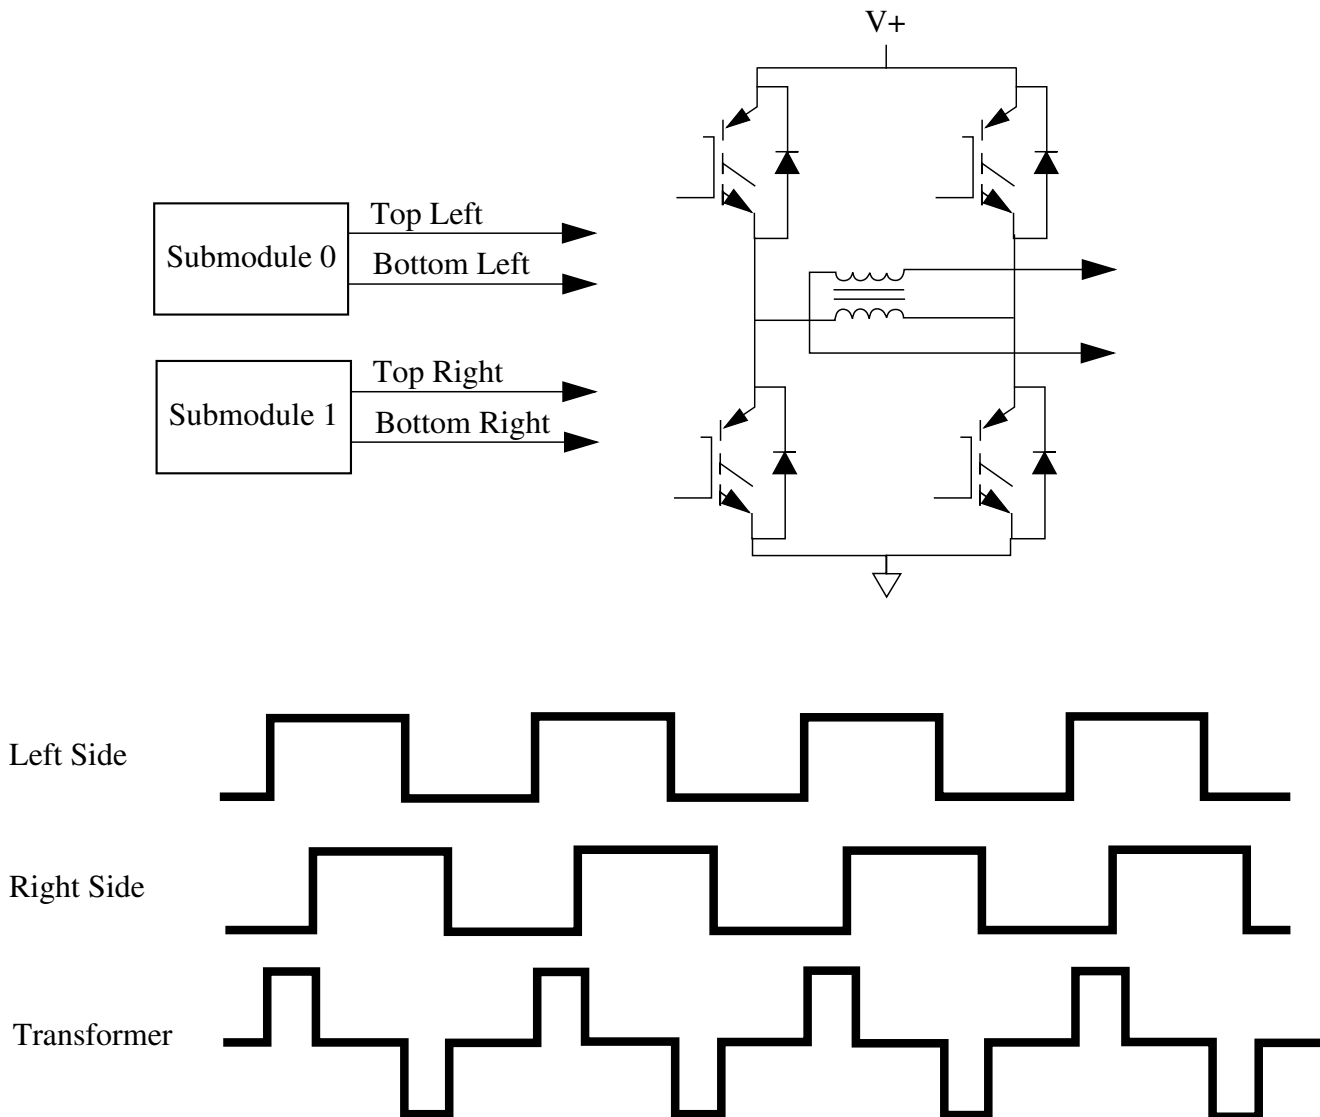 V+
Top Left
Submodule 0
Bottom Left
Top Right
Submodule 1
Bottom Right
Left Side
Right Side
Transformer